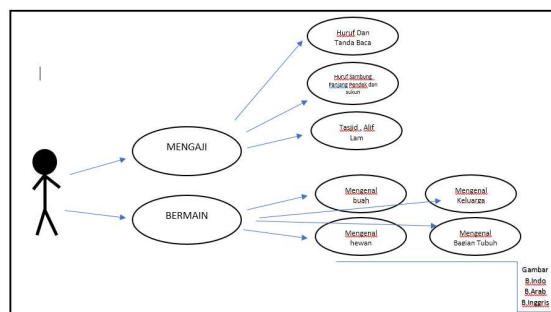 Huruf Dan
Tanda Baca
Huruf Sambung,
Panjang Pendek dan
sukun
MENGAJI
Tasjid , Alif
Lam
Mengenal
buah
Mengenal
Keluarga
BERMAIN
Mengenal
hewan
Mengenal
Bagian Tubuh
Gambar
B.Indo
B.Arab
B.Inggris